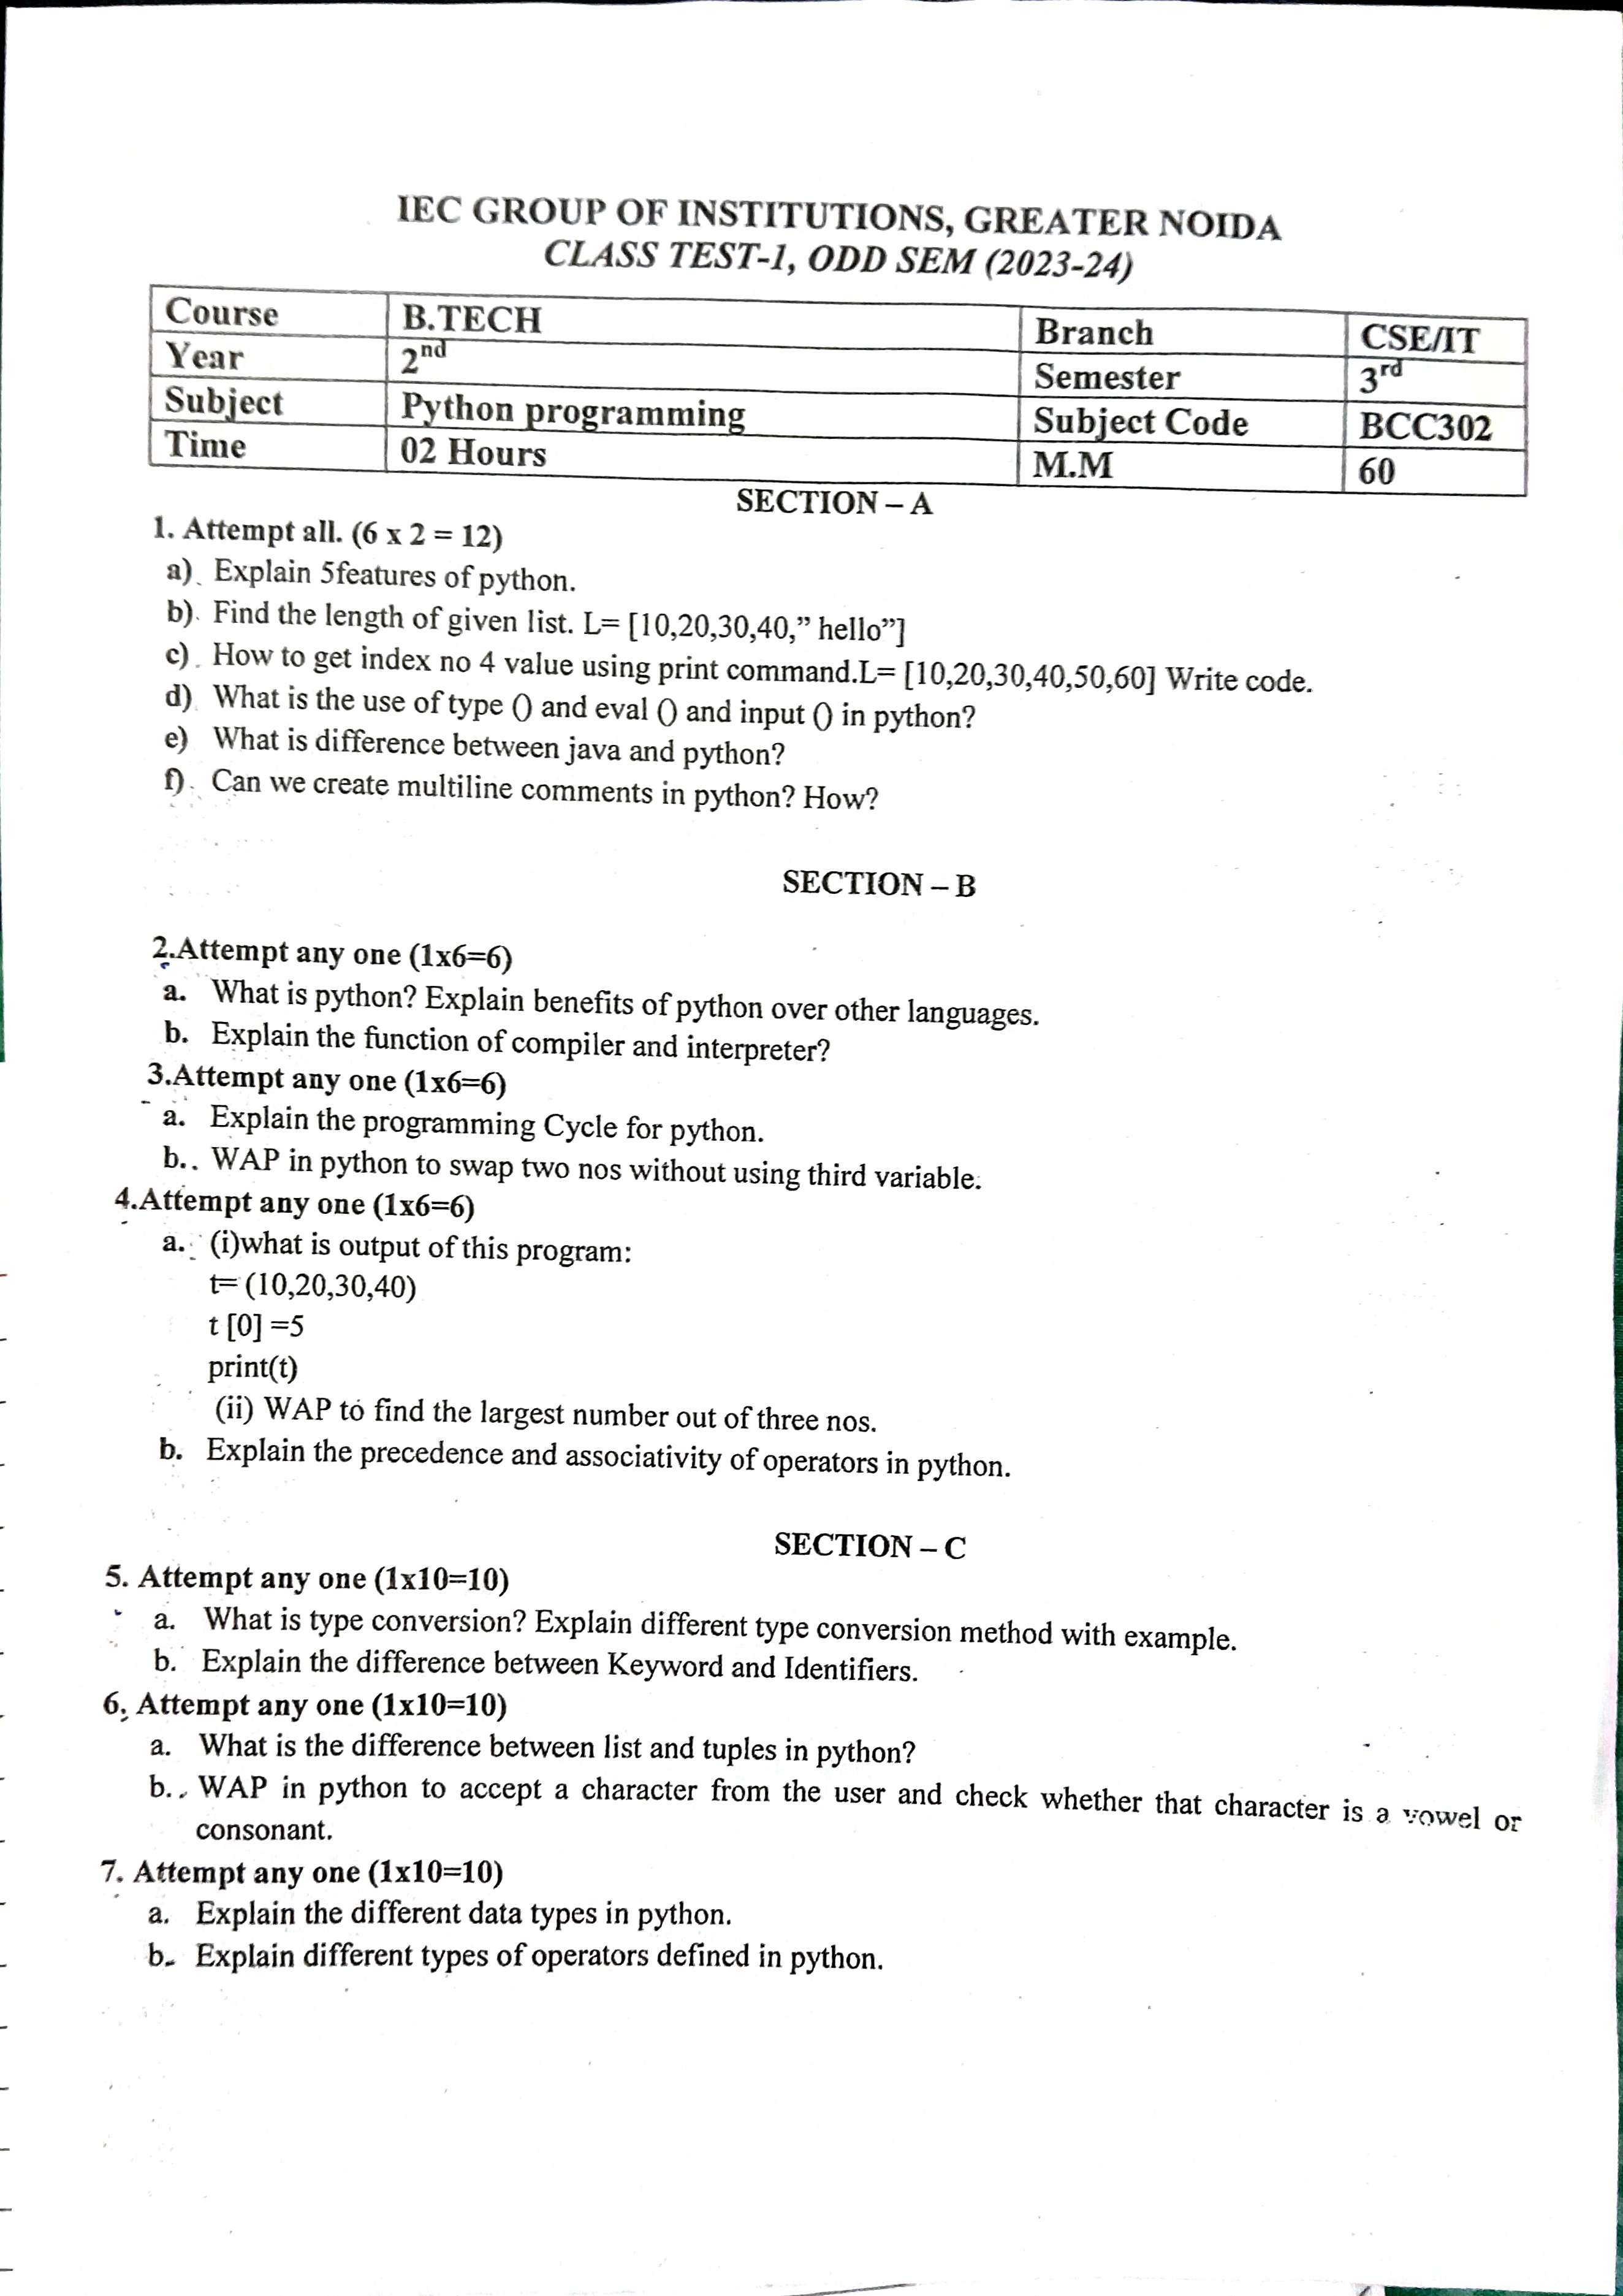 IEC GROUP OF INSTITUTIONS, GREATER NOIDA
CLASS TEST-1, ODD SEM (2023-24)
Course B.TECH Branch CSE/IT
Year 2nd Semester 3rd
Subject Python programming Subject Code BCC302
Time 02 Hours M.M 60
SECTION – A
1. Attempt all. (6 x 2 = 12)
a). Explain 5features of python.
b). Find the length of given list. L= [10,20,30,40,” hello”]
c). How to get index no 4 value using print command.L= [10,20,30,40,50,60] Write code.
d) What is the use of type () and eval () and input () in python?
e) What is difference between java and python?
f). Can we create multiline comments in python? How?
SECTION – B
2.Attempt any one (1x6=6)
a. What is python? Explain benefits of python over other languages.
b. Explain the function of compiler and interpreter?
3.Attempt any one (1x6=6)
a. Explain the programming Cycle for python.
b. WAP in python to swap two nos without using third variable.
4.Attempt any one (1x6=6)
a. (i)what is output of this program:
t= (10,20,30,40)
t [0] =5
print(t)
(ii) WAP to find the largest number out of three nos.
b. Explain the precedence and associativity of operators in python.
SECTION – C
5. Attempt any one (1x10=10)
a. What is type conversion? Explain different type conversion method with example.
b. Explain the difference between Keyword and Identifiers.
6. Attempt any one (1x10=10)
a. What is the difference between list and tuples in python?
b. WAP in python to accept a character from the user and check whether that character is a vowel or
consonant.
7. Attempt any one (1x10=10)
a. Explain the different data types in python.
b. Explain different types of operators defined in python.